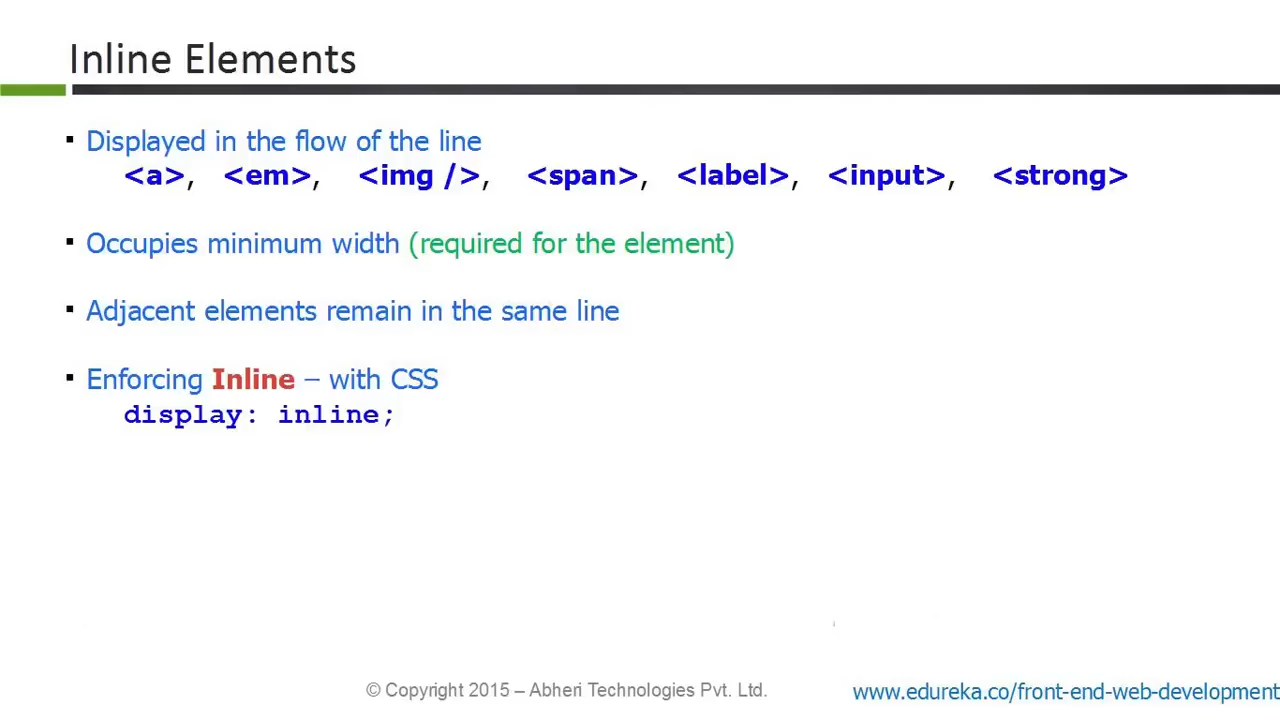 Inline Elements
▪ Displayed in the flow of the line
<a>, <em>, <img />, <span>, <label>, <input>, <strong>
▪ Occupies minimum width (required for the element)
▪ Adjacent elements remain in the same line
▪ Enforcing Inline – with CSS
display: inline;
© Copyright 2015 – Abheri Technologies Pvt. Ltd.
www.edureka.co/front-end-web-development